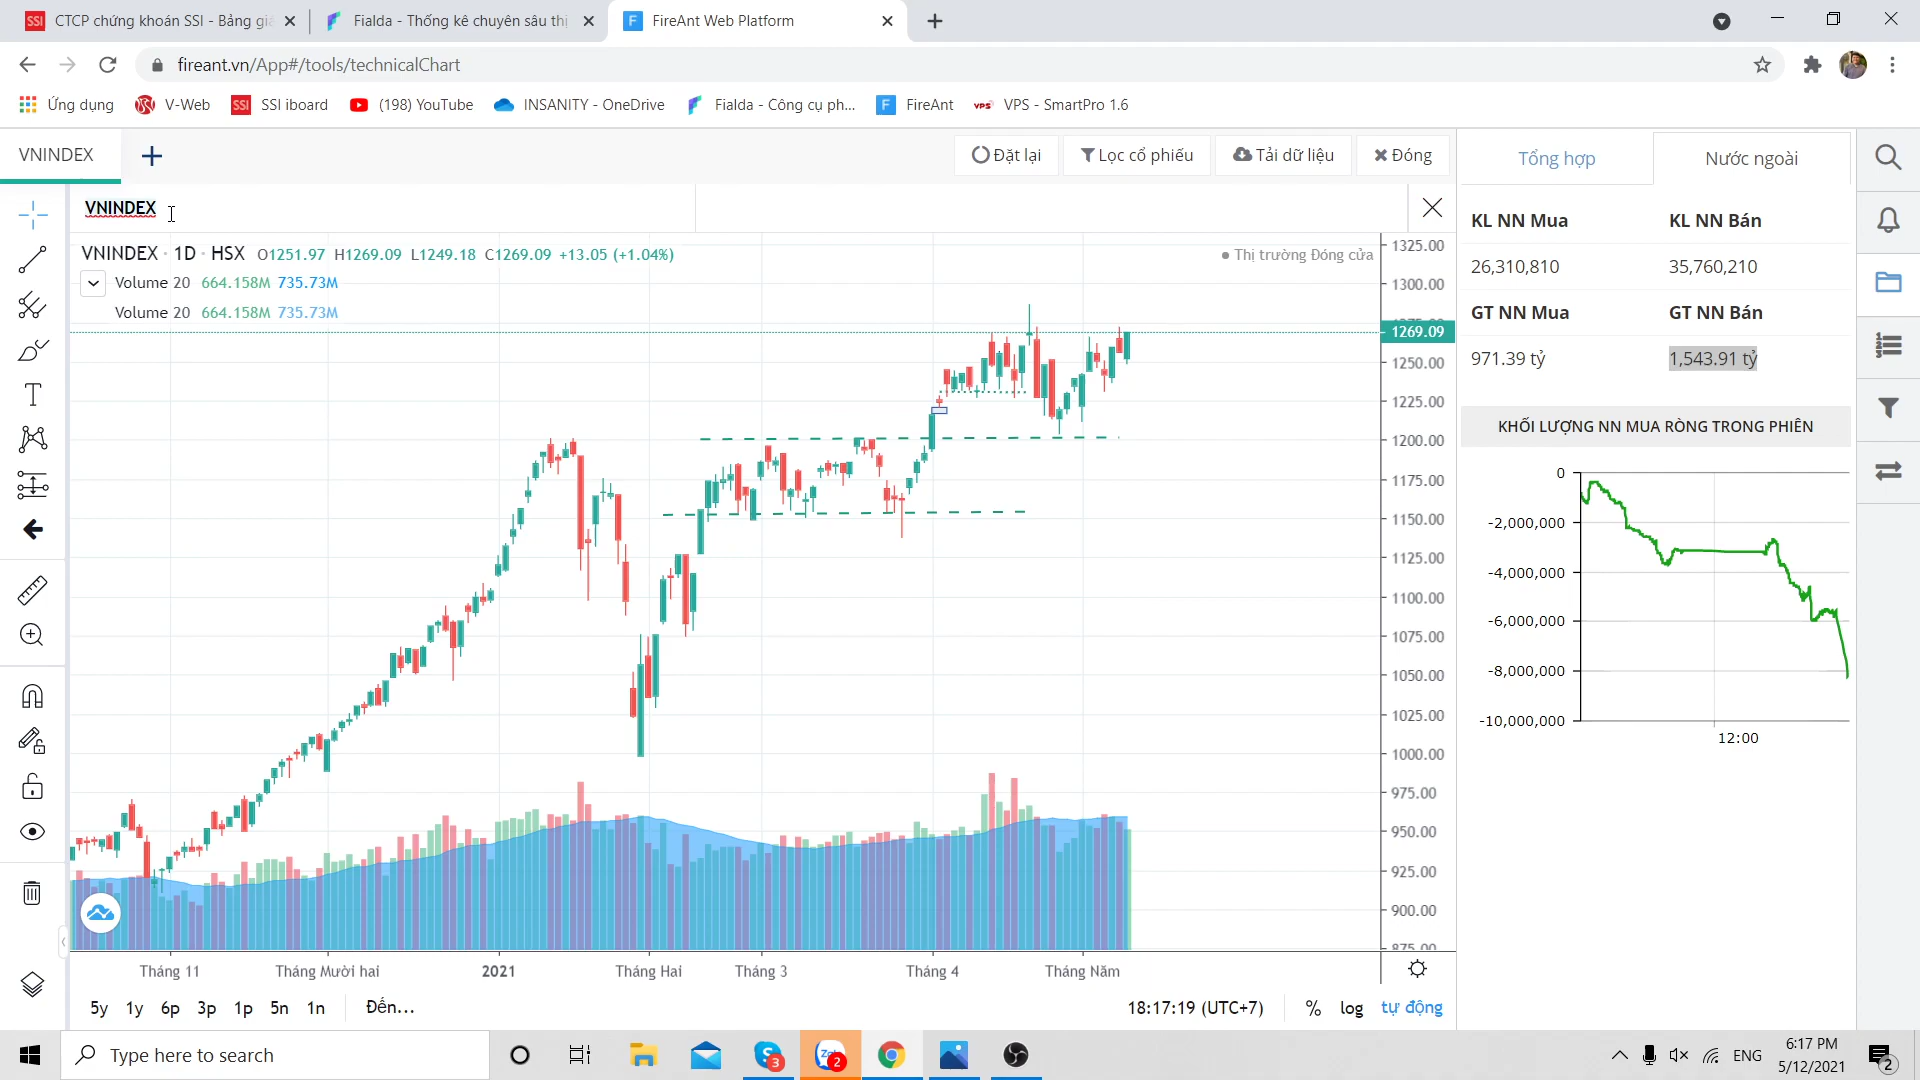 CTCP chứng khoán SSI - Bảng giá
Fialda - Thống kê chuyên sâu thị
FireAnt Web Platform
fireant.vn/App#/tools/technicalChart
Ứng dụng
V-Web
SSI iboard
(198) YouTube
INSANITY - OneDrive
Fialda - Công cụ ph...
FireAnt
VPS - SmartPro 1.6
VNINDEX
Đặt lại
Lọc cổ phiếu
Tải dữ liệu
Đóng
Tổng hợp
Nước ngoài
VNINDEX
VNINDEX · 1D · HSX O1251.97 H1269.09 L1249.18 C1269.09 +13.05 (+1.04%)
Thị trường Đóng cửa
Volume 20 664.158M 735.73M
Volume 20 664.158M 735.73M
1325.00
1300.00
1269.09
1250.00
1225.00
1200.00
1175.00
1150.00
1125.00
1100.00
1075.00
1050.00
1025.00
1000.00
975.00
950.00
925.00
900.00
875.00
Tháng 11
Tháng Mười hai
2021
Tháng Hai
Tháng 3
Tháng 4
Tháng Năm
5y 1y 6p 3p 1p 5n 1n
Đến...
18:17:19 (UTC+7)
% log tự động
KL NN Mua KL NN Bán
26,310,810 35,760,210
GT NN Mua GT NN Bán
971.39 tỷ 1,543.91 tỷ
KHỐI LƯỢNG NN MUA RÒNG TRONG PHIÊN
0
-2,000,000
-4,000,000
-6,000,000
-8,000,000
-10,000,000
12:00
Type here to search
3
2
ENG
6:17 PM
5/12/2021
2